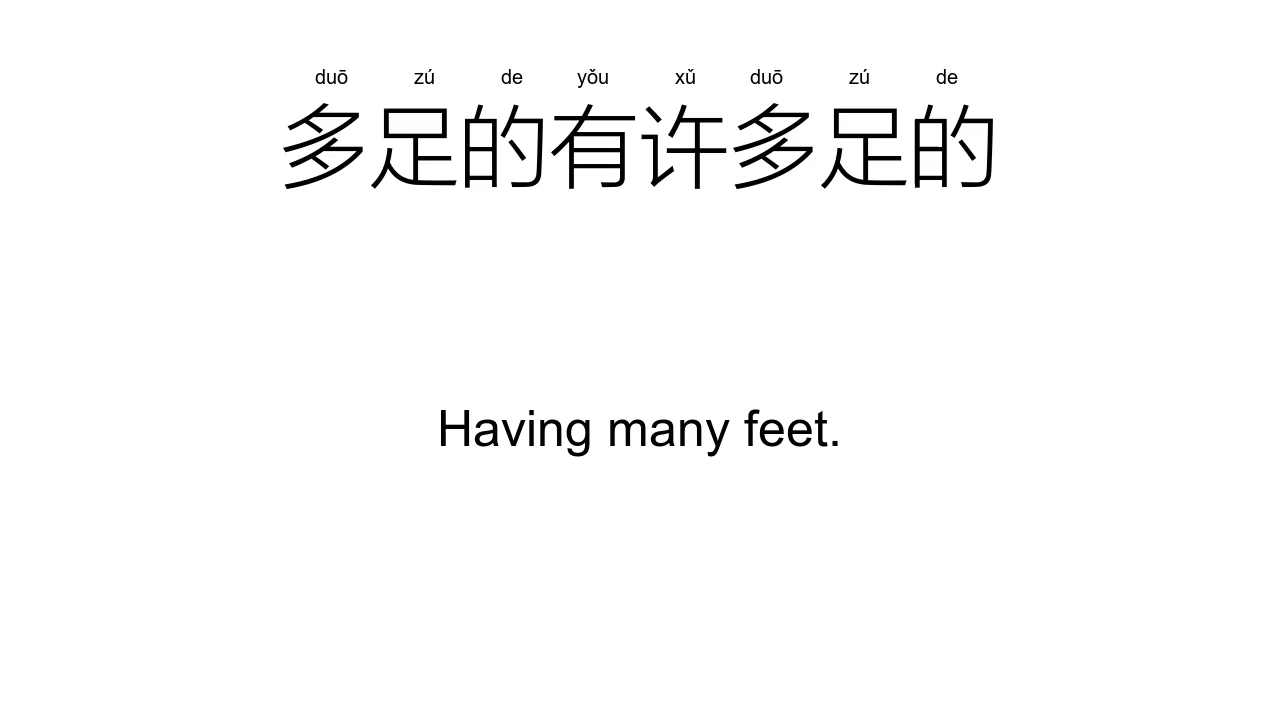 duō zú de yǒu xǔ duō zú de
多足的有许多足的
Having many feet.